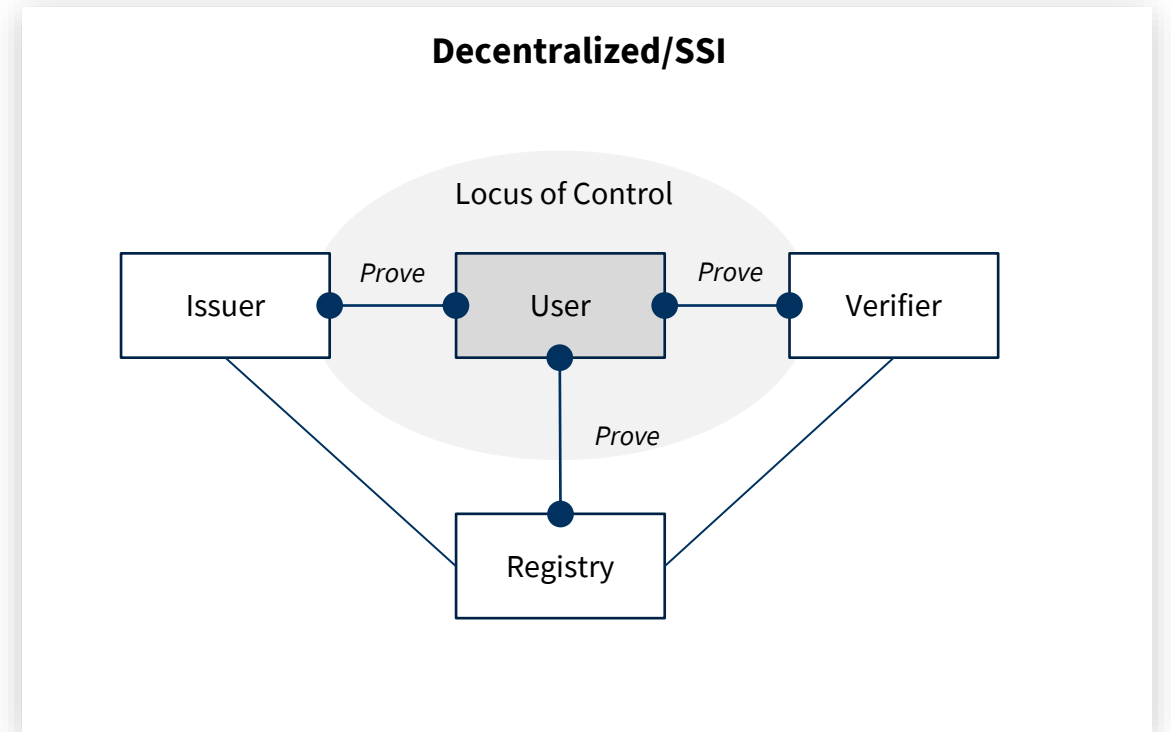 Decentralized/SSI
Locus of Control
Prove
Prove
Issuer
User
Verifier
Prove
Registry